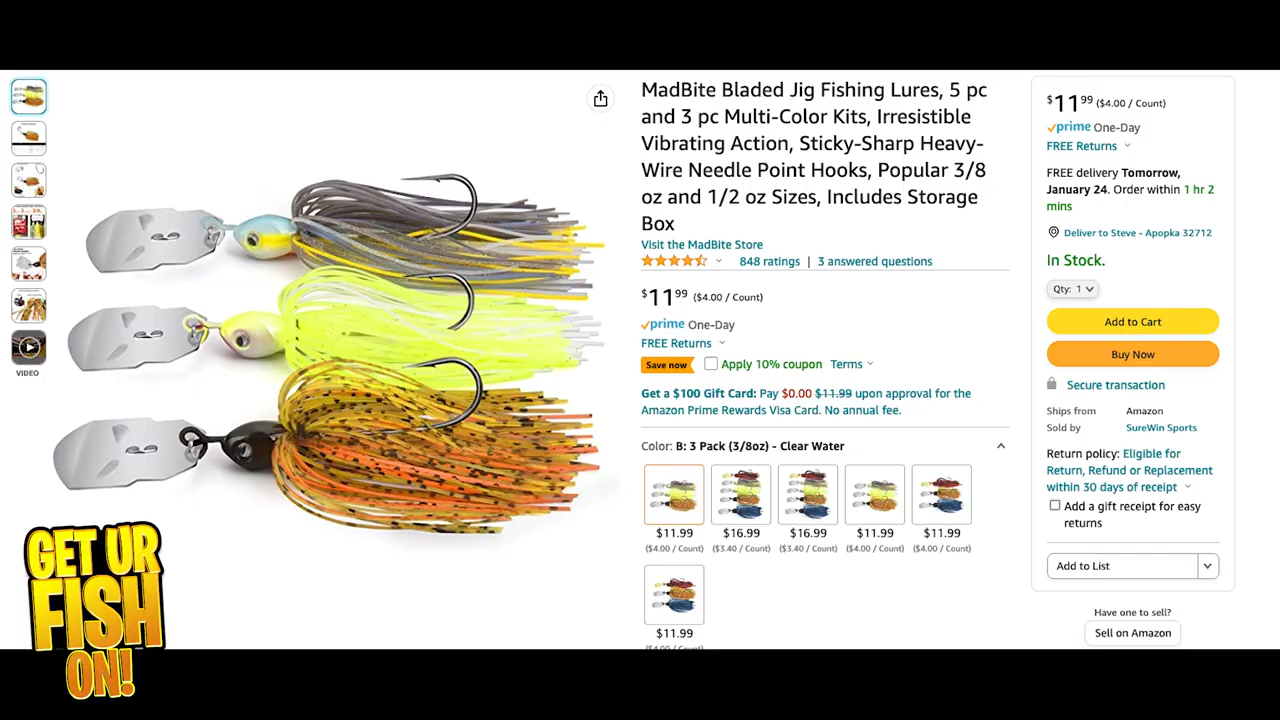 VIDEO
MadBite Bladed Jig Fishing Lures, 5 pc
and 3 pc Multi-Color Kits, Irresistible
Vibrating Action, Sticky-Sharp Heavy-
Wire Needle Point Hooks, Popular 3/8
oz and 1/2 oz Sizes, Includes Storage
Box
Visit the MadBite Store
848 ratings | 3 answered questions
$11 99 ($4.00 / Count)
prime One-Day
FREE Returns
Save now Apply 10% coupon Terms
Get a $100 Gift Card: Pay $0.00 $11.99 upon approval for the
Amazon Prime Rewards Visa Card. No annual fee.
Color: B: 3 Pack (3/8oz) - Clear Water
$11.99 $16.99 $16.99 $11.99 $11.99
($4.00 / Count) ($3.40 / Count) ($3.40 / Count) ($4.00 / Count) ($4.00 / Count)
$11.99
($4.00 / Count)
$11 99 ($4.00 / Count)
prime One-Day
FREE Returns
FREE delivery Tomorrow,
January 24. Order within 1 hr 2
mins
Deliver to Steve - Apopka 32712
In Stock.
Qty: 1
Add to Cart
Buy Now
Secure transaction
Ships from Amazon
Sold by SureWin Sports
Return policy: Eligible for
Return, Refund or Replacement
within 30 days of receipt
Add a gift receipt for easy
returns
Add to List
Have one to sell?
Sell on Amazon
GET UR
FISH
ON!